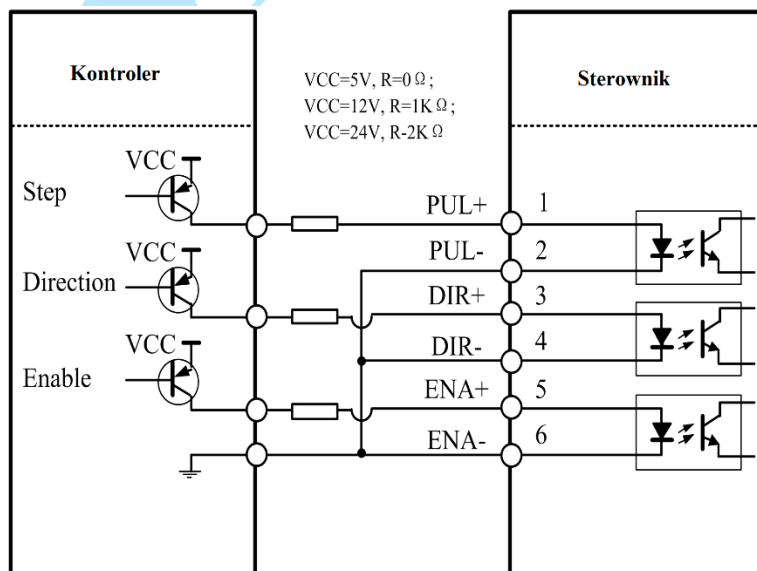 Kontroler
VCC=5V, R=0Ω;
VCC=12V, R=1KΩ;
VCC=24V, R-2KΩ
Sterownik
VCC
Step
PUL+ 1
PUL- 2
VCC
Direction
DIR+ 3
DIR- 4
VCC
Enable
ENA+ 5
ENA- 6